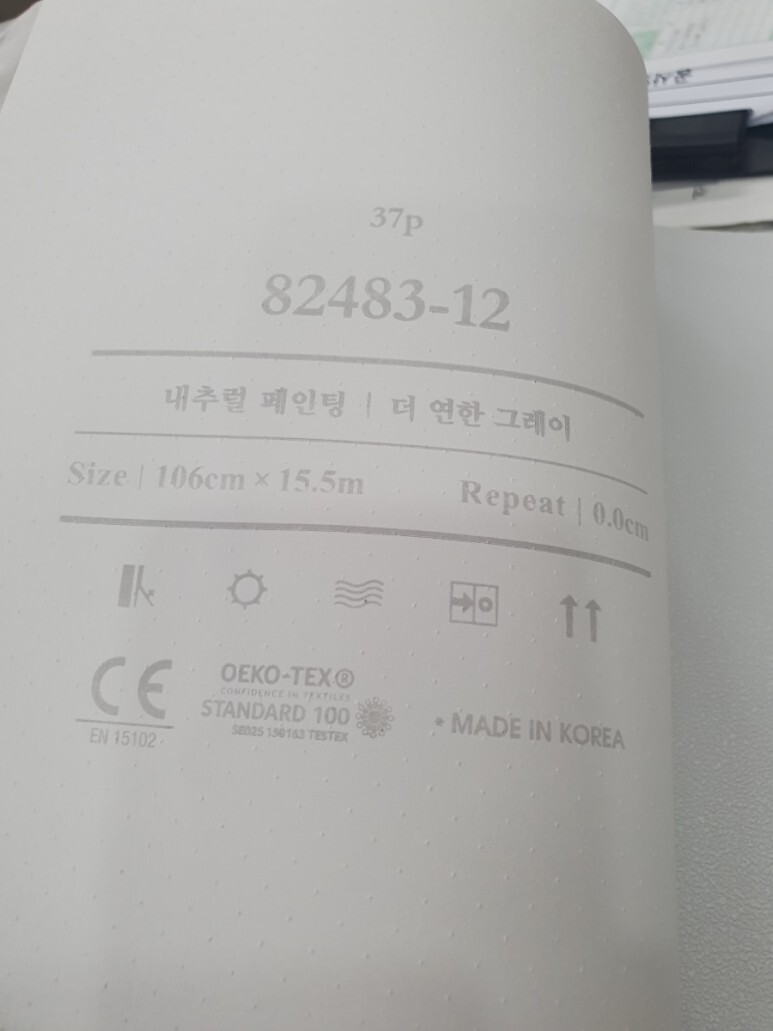 37p
82483-12
내추럴 페인팅 | 더 연한 그레이
Size | 106cm × 15.5m Repeat | 0.0cm
CE
EN 15102
OEKO-TEX®
CONFIDENCE IN TEXTILES
STANDARD 100
TESTEX
* MADE IN KOREA